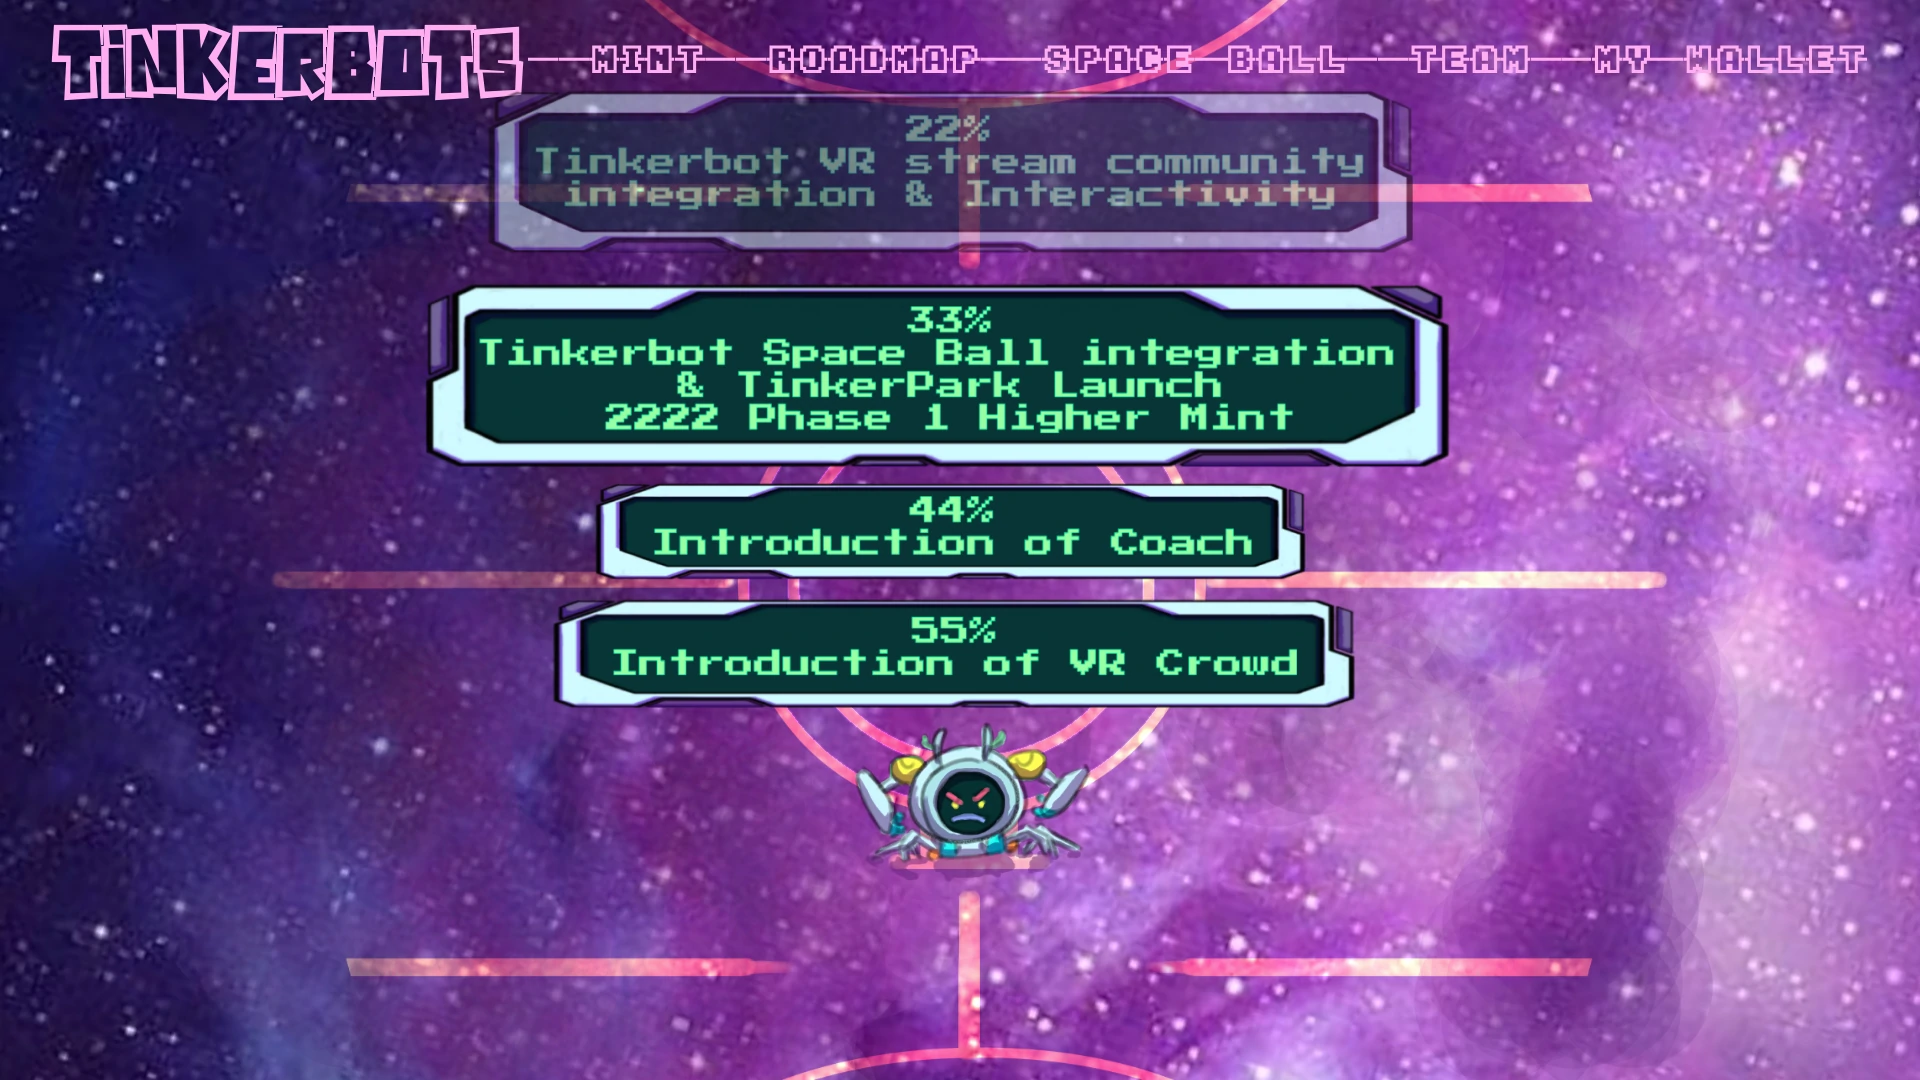 TINKERBOTS
MINT ROADMAP SPACE BALL TEAM MY WALLET
22%
Tinkerbot VR stream community
integration & Interactivity
33%
Tinkerbot Space Ball integration
& TinkerPark Launch
2222 Phase 1 Higher Mint
44%
Introduction of Coach
55%
Introduction of VR Crowd